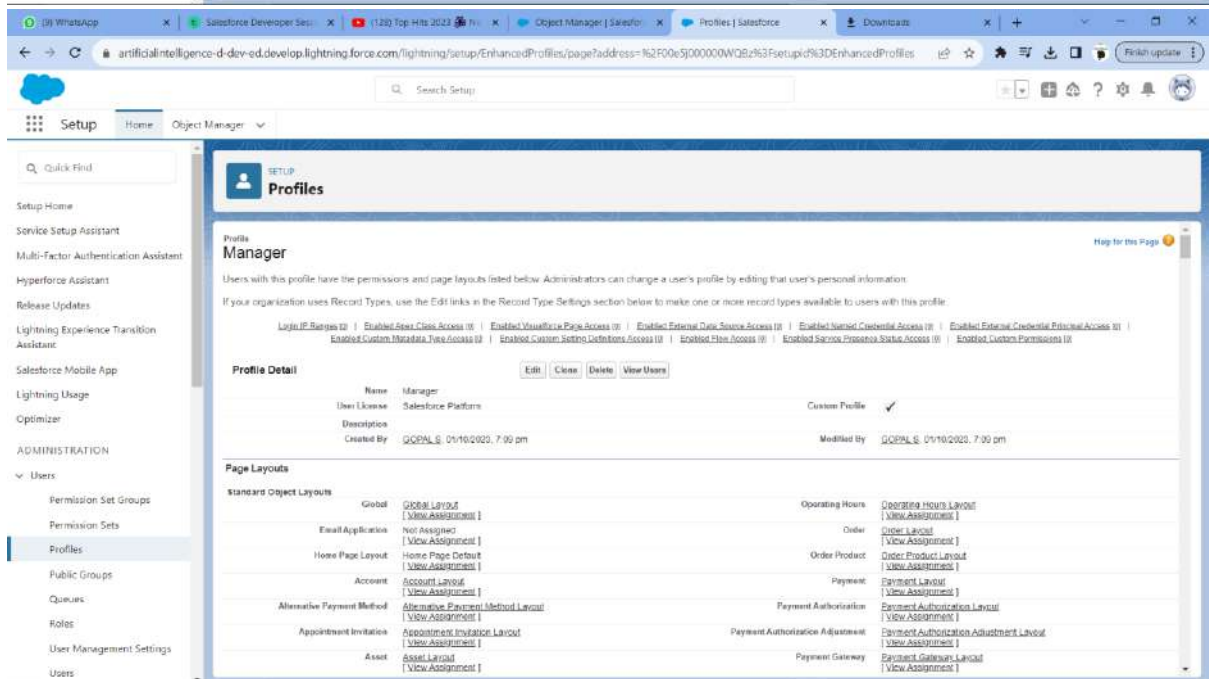 (9) WhatsApp
Salesforce Developer Sessi
(128) Top Hits 2023
Object Manager | Salesfor
Profiles | Salesforce
Downloads
artificialintelligence-d-dev-ed.develop.lightning.force.com/lightning/setup/EnhancedProfiles/page?address=%2F00e5j000000WQBz%3Fsetupid%3DEnhancedProfiles
Finish update
Search Setup
Setup
Home
Object Manager
Quick Find
Setup Home
Service Setup Assistant
Multi-Factor Authentication Assistant
Hyperforce Assistant
Release Updates
Lightning Experience Transition
Assistant
Salesforce Mobile App
Lightning Usage
Optimizer
ADMINISTRATION
Users
Permission Set Groups
Permission Sets
Profiles
Public Groups
Queues
Roles
User Management Settings
Users
SETUP
Profiles
Profile
Manager
Help for this Page
Users with this profile have the permissions and page layouts listed below. Administrators can change a user's profile by editing that user's personal information.
If your organization uses Record Types, use the Edit links in the Record Type Settings section below to make one or more record types available to users with this profile.
Login IP Ranges [0] | Enabled Apex Class Access [0] | Enabled Visualforce Page Access [0] | Enabled External Data Source Access [0] | Enabled Named Credential Access [0] | Enabled External Credential Principal Access [0] |
Enabled Custom Metadata Type Access [0] | Enabled Custom Setting Definitions Access [0] | Enabled Flow Access [0] | Enabled Service Presence Status Access [0] | Enabled Custom Permissions [0]
Profile Detail
Edit Clone Delete View Users
Name Manager
User License Salesforce Platform Custom Profile ✓
Description
Created By GOPAL S, 01/10/2023, 7:09 pm Modified By GOPAL S, 01/10/2023, 7:09 pm
Page Layouts
Standard Object Layouts
Global Global Layout Operating Hours Operating Hours Layout
[ View Assignment ] [ View Assignment ]
Email Application Not Assigned Order Order Layout
[ View Assignment ] [ View Assignment ]
Home Page Layout Home Page Default Order Product Order Product Layout
[ View Assignment ] [ View Assignment ]
Account Account Layout Payment Payment Layout
[ View Assignment ] [ View Assignment ]
Alternative Payment Method Alternative Payment Method Layout Payment Authorization Payment Authorization Layout
[ View Assignment ] [ View Assignment ]
Appointment Invitation Appointment Invitation Layout Payment Authorization Adjustment Payment Authorization Adjustment Layout
[ View Assignment ] [ View Assignment ]
Asset Asset Layout Payment Gateway Payment Gateway Layout
[ View Assignment ] [ View Assignment ]